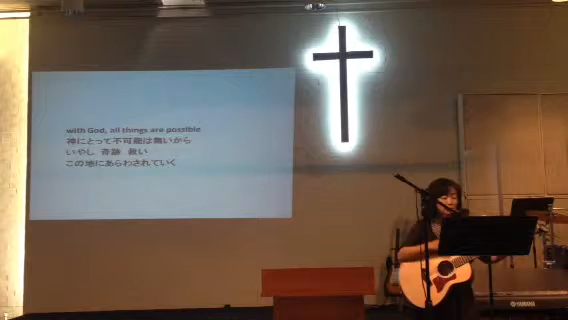 with God, all things are possible
神にとって不可能は無いから
いやし 奇跡 救い
この地にあらわされていく
YAMAHA